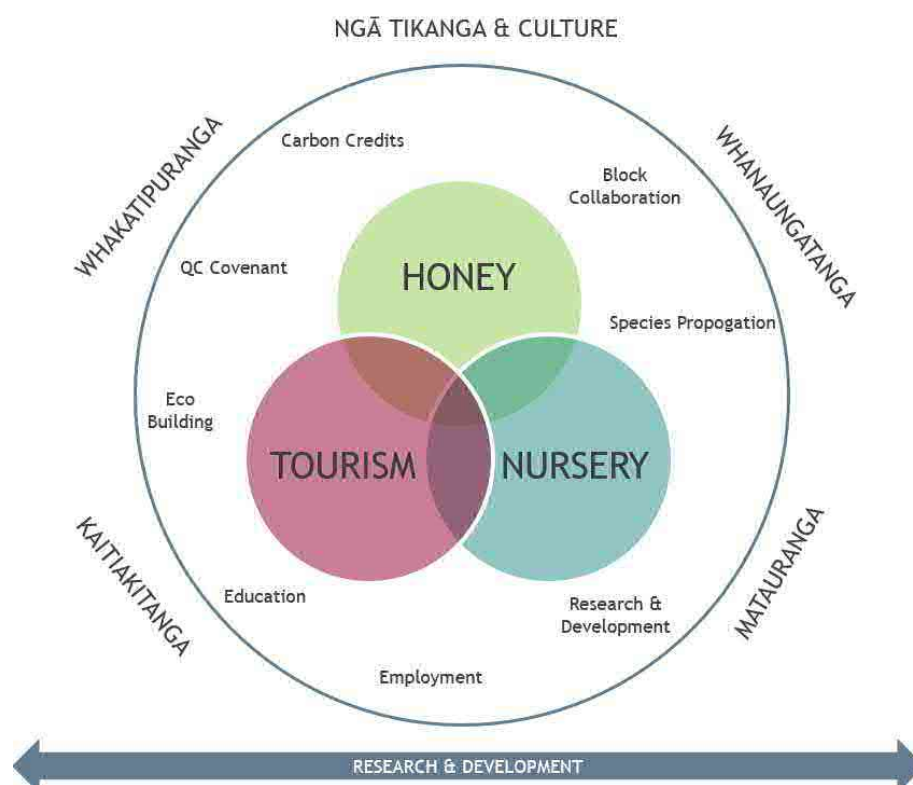 NGĀ TIKANGA & CULTURE
WHAKATIPURANGA
WHANAUNGATANGA
Carbon Credits
Block
Collaboration
QC Covenant
HONEY
Species Propogation
Eco
Building
TOURISM
NURSERY
KAITIAKITANGA
MATAURANGA
Education
Research &
Development
Employment
RESEARCH & DEVELOPMENT